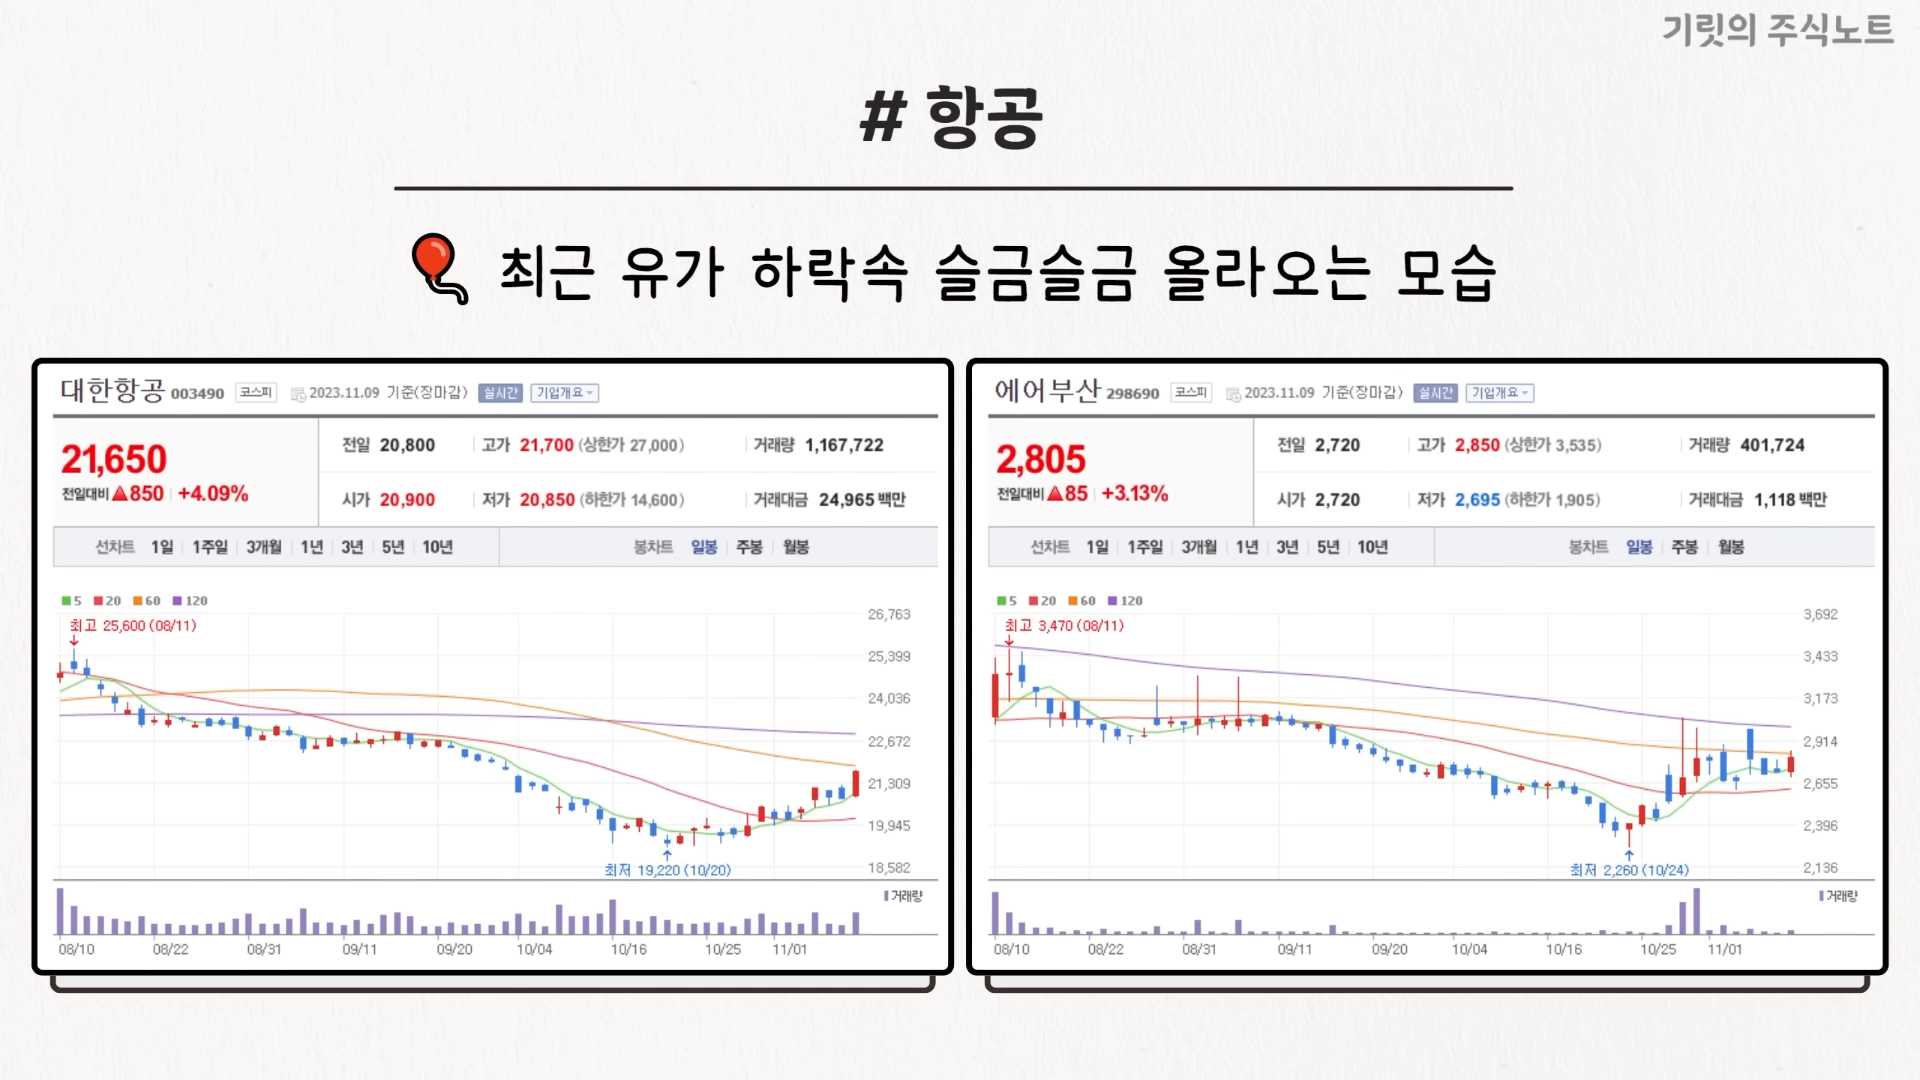 기릿의 주식노트
# 항공
최근 유가 하락속 슬금슬금 올라오는 모습
대한항공 003490 코스피 2023.11.09 기준(장마감) 실시간 기업개요
21,650
전일대비 ▲850 +4.09%
전일 20,800 고가 21,700 (상한가 27,000) 거래량 1,167,722
시가 20,900 저가 20,850 (하한가 14,600) 거래대금 24,965 백만
선차트 1일 1주일 3개월 1년 3년 5년 10년 봉차트 일봉 주봉 월봉
5 20 60 120
최고 25,600 (08/11)
26,763
25,399
24,036
22,672
21,309
19,945
18,582
최저 19,220 (10/20)
거래량
08/10 08/22 08/31 09/11 09/20 10/04 10/16 10/25 11/01
에어부산 298690 코스피 2023.11.09 기준(장마감) 실시간 기업개요
2,805
전일대비 ▲85 +3.13%
전일 2,720 고가 2,850 (상한가 3,535) 거래량 401,724
시가 2,720 저가 2,695 (하한가 1,905) 거래대금 1,118 백만
선차트 1일 1주일 3개월 1년 3년 5년 10년 봉차트 일봉 주봉 월봉
5 20 60 120
최고 3,470 (08/11)
3,692
3,433
3,173
2,914
2,655
2,396
2,136
최저 2,260 (10/24)
거래량
08/10 08/22 08/31 09/11 09/20 10/04 10/16 10/25 11/01